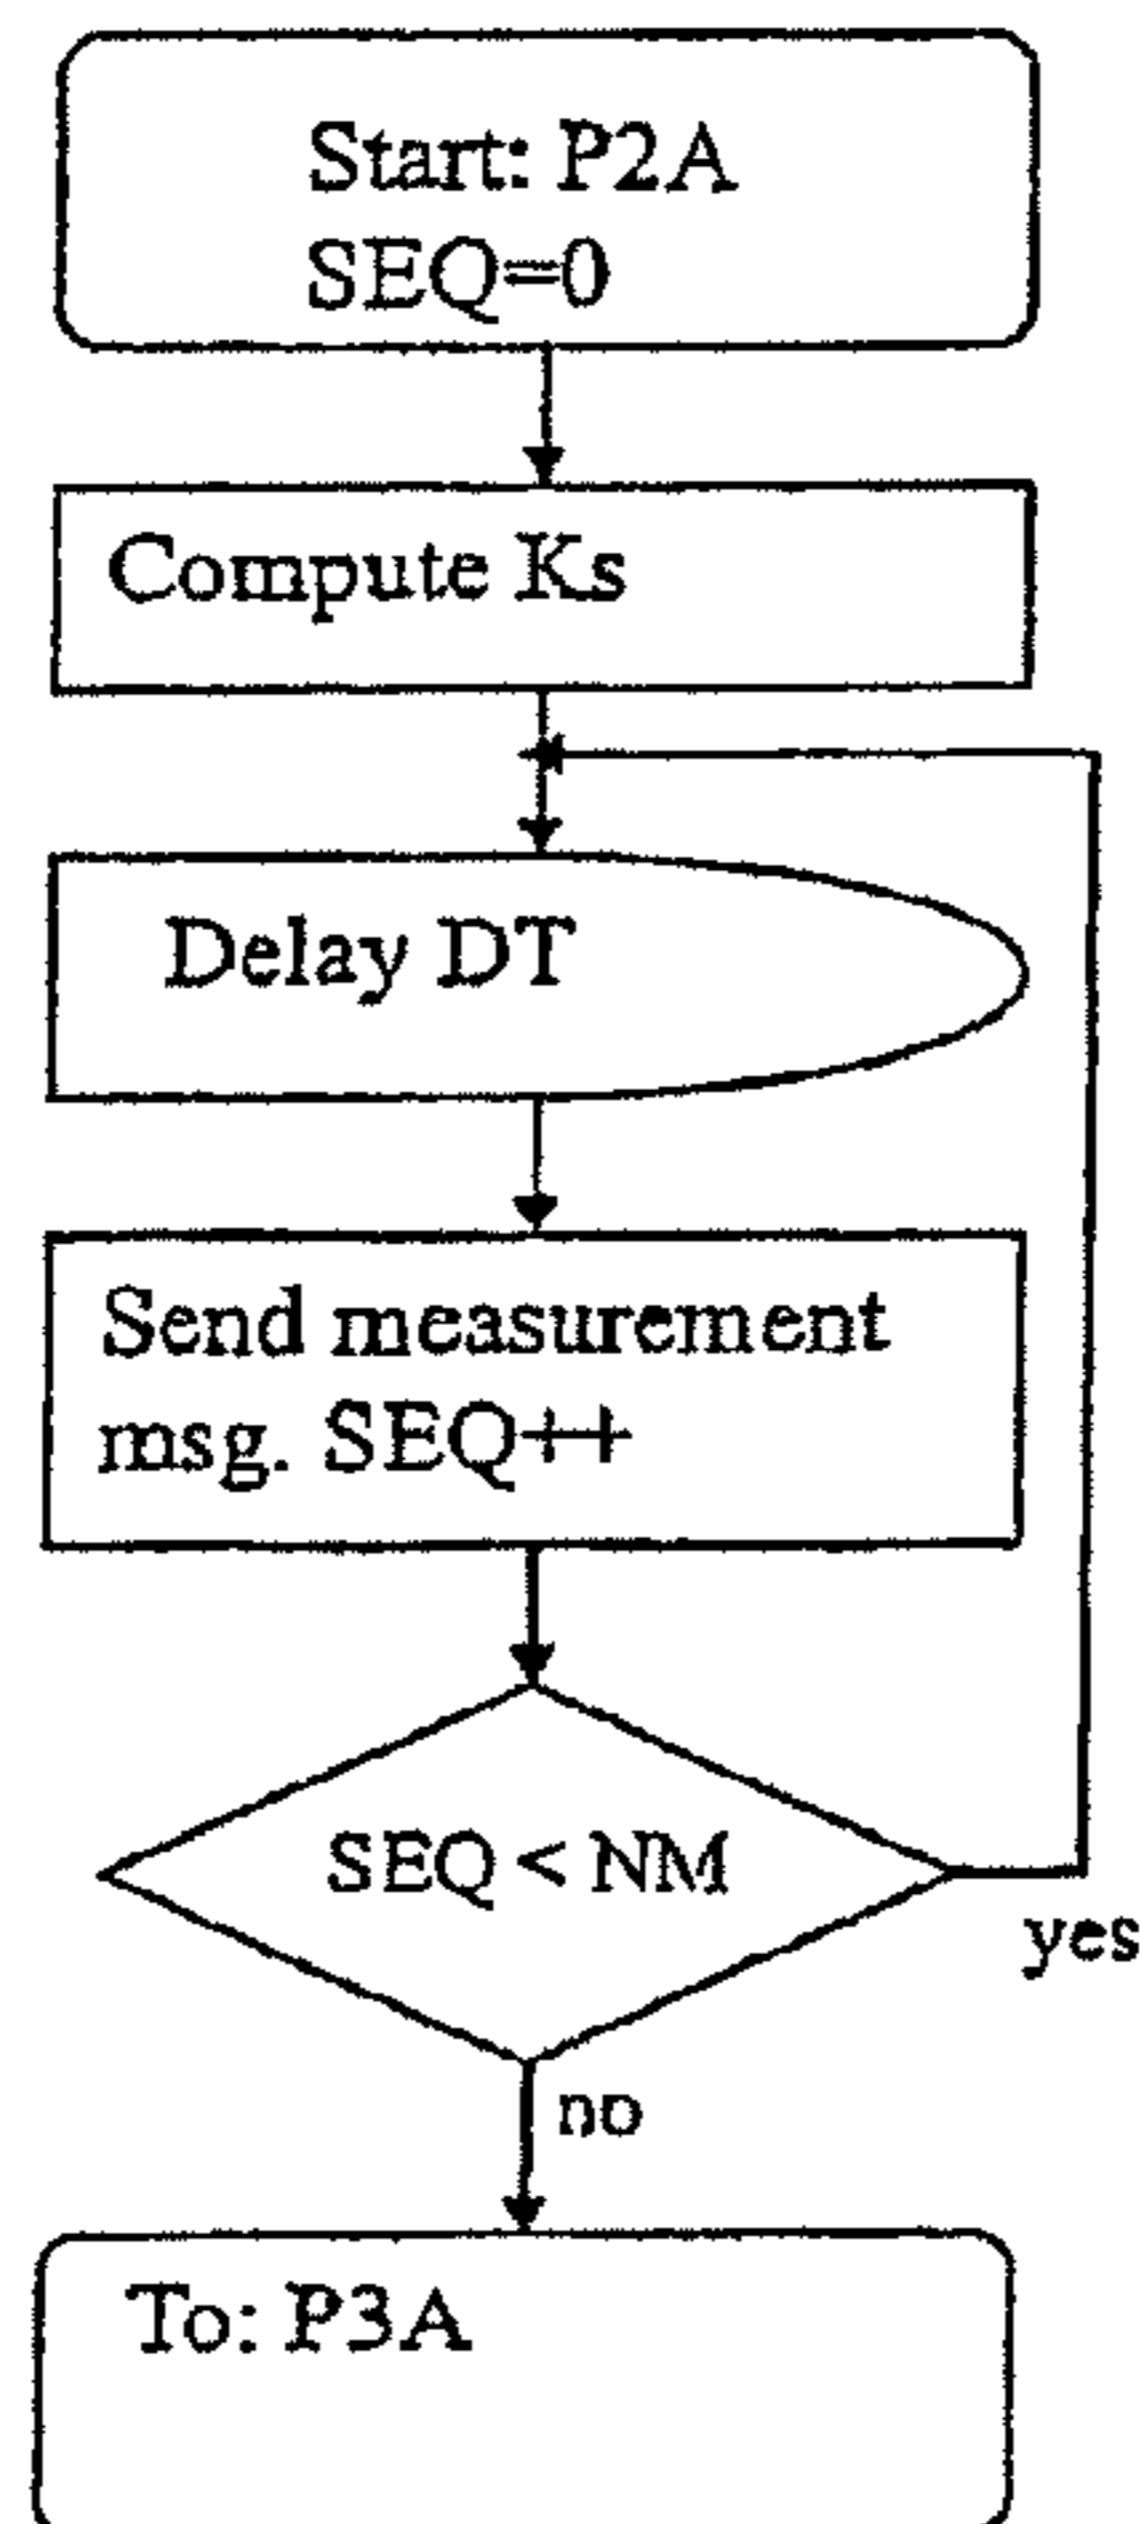 Start: P2A
SEQ=0
Compute Ks
Delay DT
Send measurement
msg. SEQ++
SEQ < NM
yes
no
To: P3A